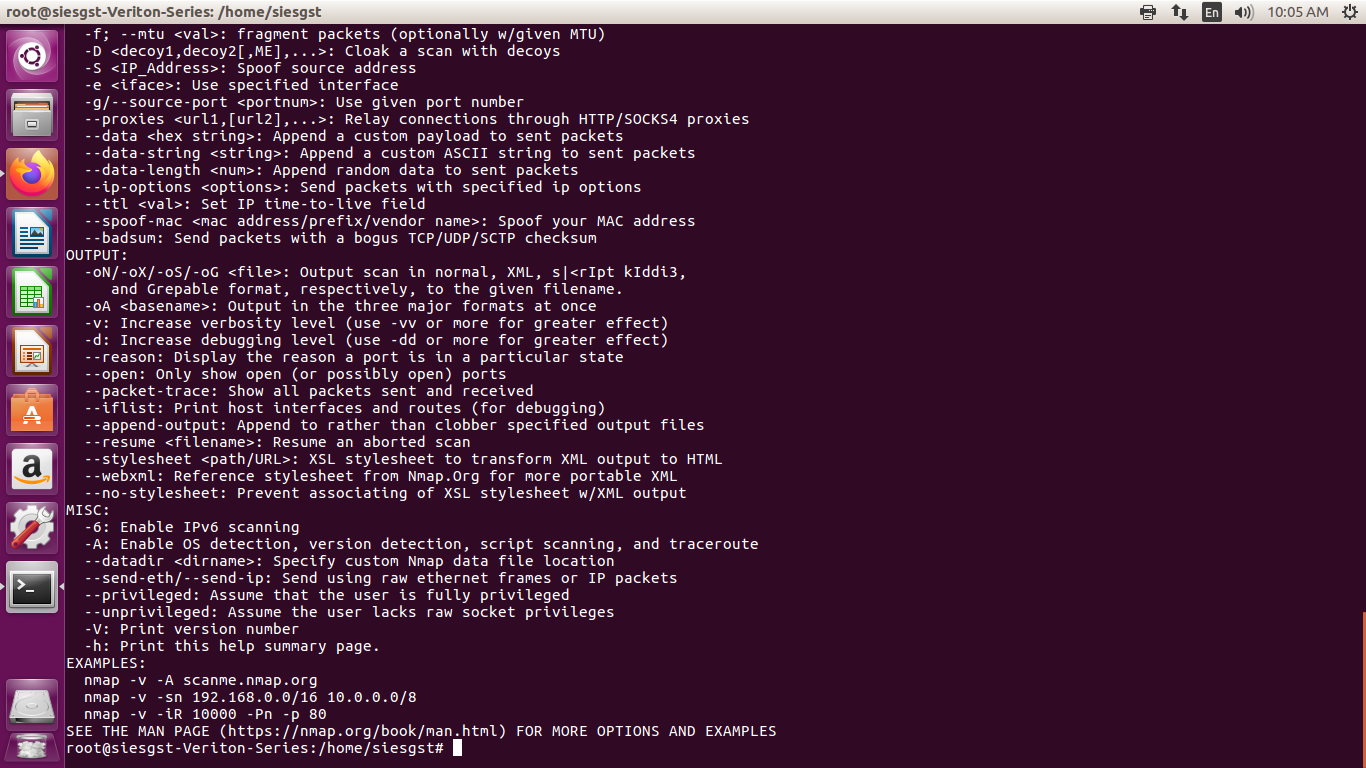 root@siesgst-Veriton-Series: /home/siesgst
En
10:05 AM
  -f; --mtu <val>: fragment packets (optionally w/given MTU)
  -D <decoy1,decoy2[,ME],...>: Cloak a scan with decoys
  -S <IP_Address>: Spoof source address
  -e <iface>: Use specified interface
  -g/--source-port <portnum>: Use given port number
  --proxies <url1,[url2],...>: Relay connections through HTTP/SOCKS4 proxies
  --data <hex string>: Append a custom payload to sent packets
  --data-string <string>: Append a custom ASCII string to sent packets
  --data-length <num>: Append random data to sent packets
  --ip-options <options>: Send packets with specified ip options
  --ttl <val>: Set IP time-to-live field
  --spoof-mac <mac address/prefix/vendor name>: Spoof your MAC address
  --badsum: Send packets with a bogus TCP/UDP/SCTP checksum
OUTPUT:
  -oN/-oX/-oS/-oG <file>: Output scan in normal, XML, s|<rIpt kIddi3,
     and Grepable format, respectively, to the given filename.
  -oA <basename>: Output in the three major formats at once
  -v: Increase verbosity level (use -vv or more for greater effect)
  -d: Increase debugging level (use -dd or more for greater effect)
  --reason: Display the reason a port is in a particular state
  --open: Only show open (or possibly open) ports
  --packet-trace: Show all packets sent and received
  --iflist: Print host interfaces and routes (for debugging)
  --append-output: Append to rather than clobber specified output files
  --resume <filename>: Resume an aborted scan
  --stylesheet <path/URL>: XSL stylesheet to transform XML output to HTML
  --webxml: Reference stylesheet from Nmap.Org for more portable XML
  --no-stylesheet: Prevent associating of XSL stylesheet w/XML output
MISC:
  -6: Enable IPv6 scanning
  -A: Enable OS detection, version detection, script scanning, and traceroute
  --datadir <dirname>: Specify custom Nmap data file location
  --send-eth/--send-ip: Send using raw ethernet frames or IP packets
  --privileged: Assume that the user is fully privileged
  --unprivileged: Assume the user lacks raw socket privileges
  -V: Print version number
  -h: Print this help summary page.
EXAMPLES:
  nmap -v -A scanme.nmap.org
  nmap -v -sn 192.168.0.0/16 10.0.0.0/8
  nmap -v -iR 10000 -Pn -p 80
SEE THE MAN PAGE (https://nmap.org/book/man.html) FOR MORE OPTIONS AND EXAMPLES
root@siesgst-Veriton-Series:/home/siesgst#